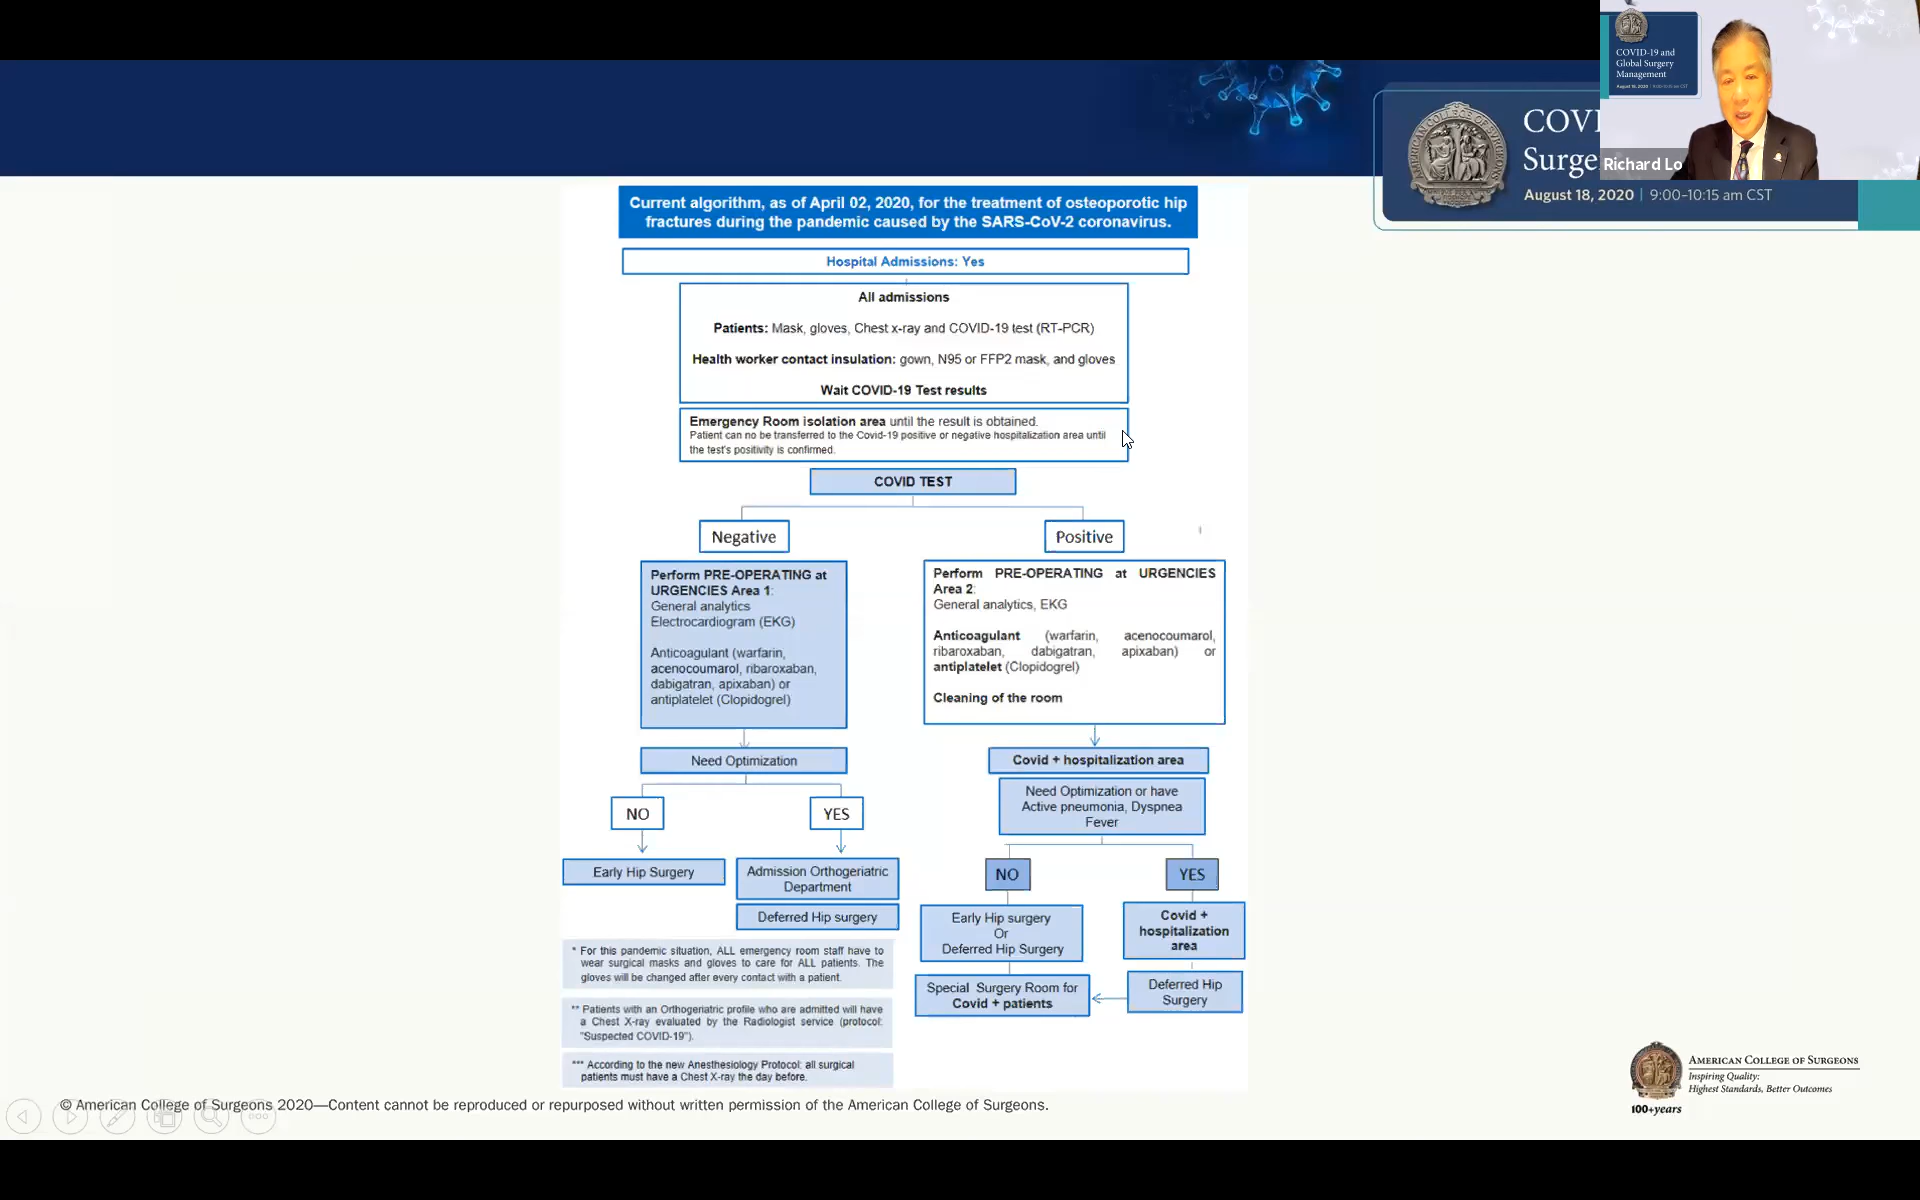 COVID-19 and
Global Surgery
Management
August 18, 2020 | 9:00-10:15 am CST
Richard Lo
COVI
Surge
August 18, 2020 | 9:00–10:15 am CST
AMERICAN COLLEGE OF SURGEONS
Current algorithm, as of April 02, 2020, for the treatment of osteoporotic hip
fractures during the pandemic caused by the SARS-CoV-2 coronavirus.
Hospital Admissions: Yes
All admissions
Patients: Mask, gloves, Chest x-ray and COVID-19 test (RT-PCR)
Health worker contact insulation: gown, N95 or FFP2 mask, and gloves
Wait COVID-19 Test results
Emergency Room isolation area until the result is obtained.
Patient can no be transferred to the Covid-19 positive or negative hospitalization area until
the test's positivity is confirmed.
COVID TEST
Negative
Perform PRE-OPERATING at
URGENCIES Area 1:
General analytics
Electrocardiogram (EKG)
Anticoagulant (warfarin,
acenocoumarol, ribaroxaban,
dabigatran, apixaban) or
antiplatelet (Clopidogrel)
Need Optimization
NO
YES
Early Hip Surgery
Admission Orthogeriatric
Department
Deferred Hip surgery
Positive
Perform PRE-OPERATING at URGENCIES
Area 2:
General analytics, EKG
Anticoagulant (warfarin, acenocoumarol,
ribaroxaban, dabigatran, apixaban) or
antiplatelet (Clopidogrel)
Cleaning of the room
Covid + hospitalization area
Need Optimization or have
Active pneumonia, Dyspnea
Fever
NO
YES
Early Hip surgery
Or
Deferred Hip Surgery
Covid +
hospitalization
area
Special Surgery Room for
Covid + patients
Deferred Hip
Surgery
* For this pandemic situation, ALL emergency room staff have to
wear surgical masks and gloves to care for ALL patients. The
gloves will be changed after every contact with a patient.
** Patients with an Orthogeriatric profile who are admitted will have
a Chest X-ray evaluated by the Radiologist service (protocol:
"Suspected COVID-19").
*** According to the new Anesthesiology Protocol: all surgical
patients must have a Chest X-ray the day before.
© American College of Surgeons 2020—Content cannot be reproduced or repurposed without written permission of the American College of Surgeons.
AMERICAN COLLEGE OF SURGEONS
Inspiring Quality:
Highest Standards, Better Outcomes
100+years